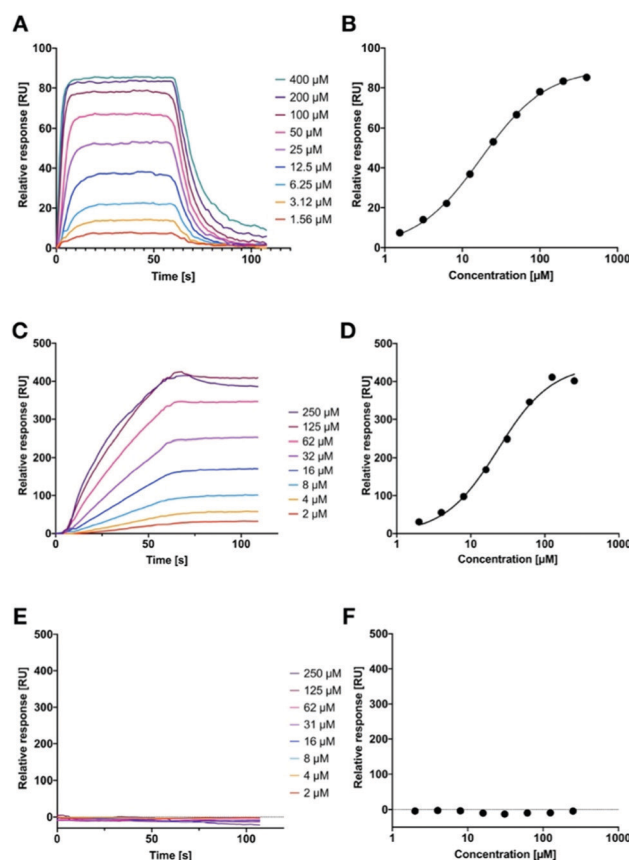 A
Relative response [RU]
100
80
60
40
20
0
0
50
100
Time [s]
400 µM
200 µM
100 µM
50 µM
25 µM
12.5 µM
6.25 µM
3.12 µM
1.56 µM
B
Relative response [RU]
100
80
60
40
20
0
1
10
100
1000
Concentration [µM]
C
Relative response [RU]
500
400
300
200
100
0
0
50
100
Time [s]
250 µM
125 µM
62 µM
32 µM
16 µM
8 µM
4 µM
2 µM
D
Relative response [RU]
500
400
300
200
100
0
1
10
100
1000
Concentration [µM]
E
Relative response [RU]
500
400
300
200
100
0
0
50
100
Time [s]
250 µM
125 µM
62 µM
31 µM
16 µM
8 µM
4 µM
2 µM
F
Relative response [RU]
500
400
300
200
100
0
1
10
100
1000
Concentration [µM]